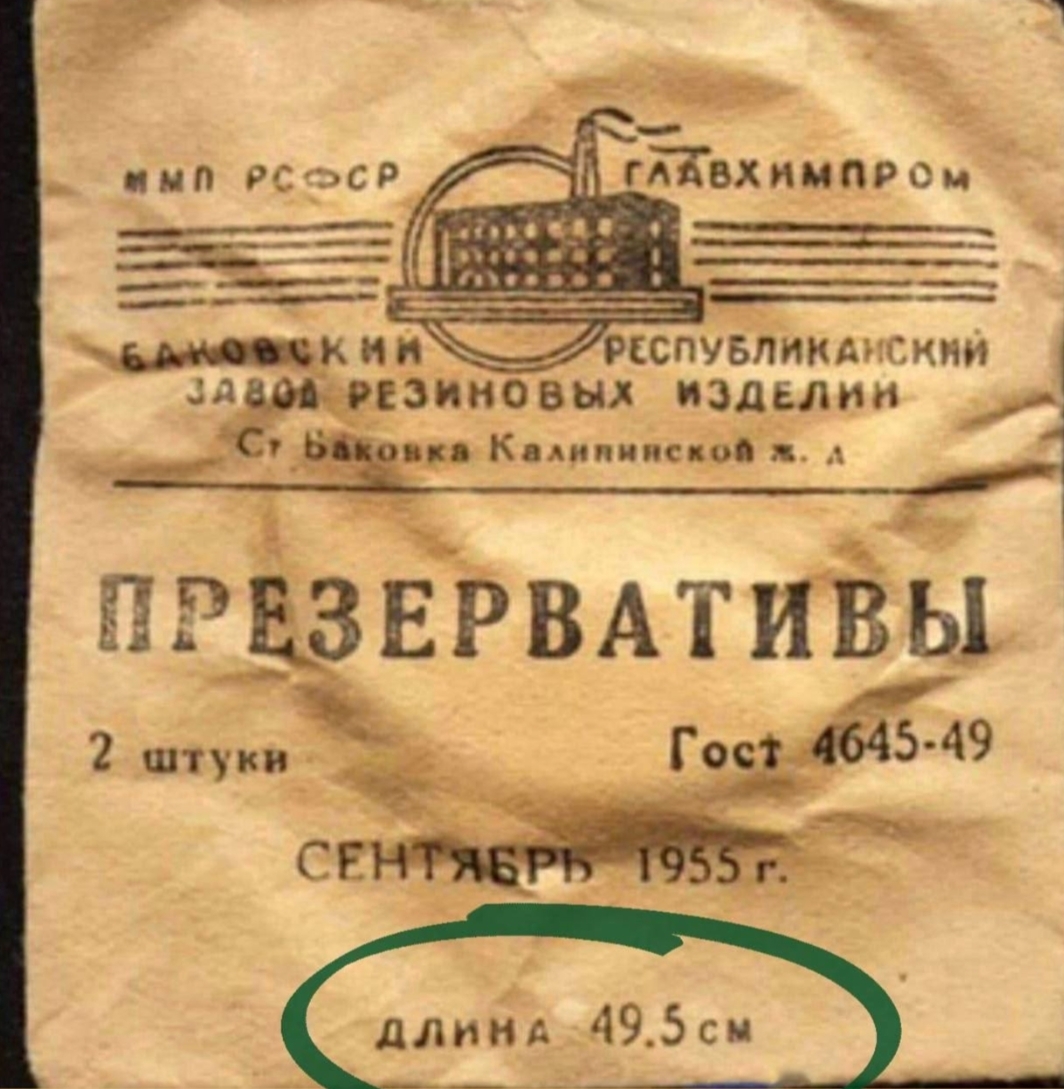 ММП РСФСР ГЛАВХИМПРОМ
БАКОВСКИЙ РЕСПУБЛИКАНСКИЙ
ЗАВОД РЕЗИНОВЫХ ИЗДЕЛИЙ
Ст Баковка Калининской ж. д
ПРЕЗЕРВАТИВЫ
2 штуки Гост 4645-49
СЕНТЯБРЬ 1955 г.
ДЛИНА 49.5 см